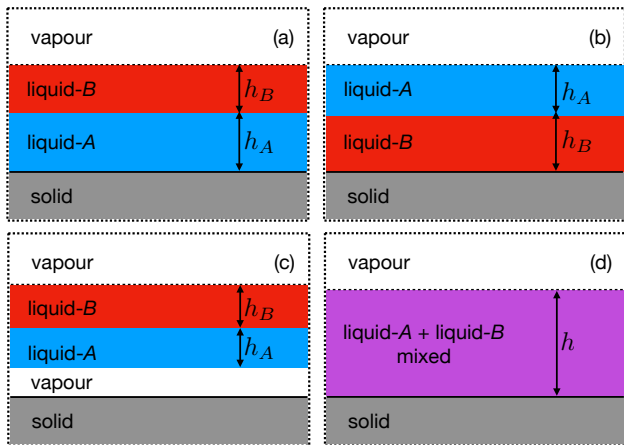 vapour (a)
liquid-B h_B
liquid-A h_A
solid
vapour (b)
liquid-A h_A
liquid-B h_B
solid
vapour (c)
liquid-B h_B
liquid-A h_A
vapour
solid
vapour (d)
liquid-A + liquid-B h
mixed
solid